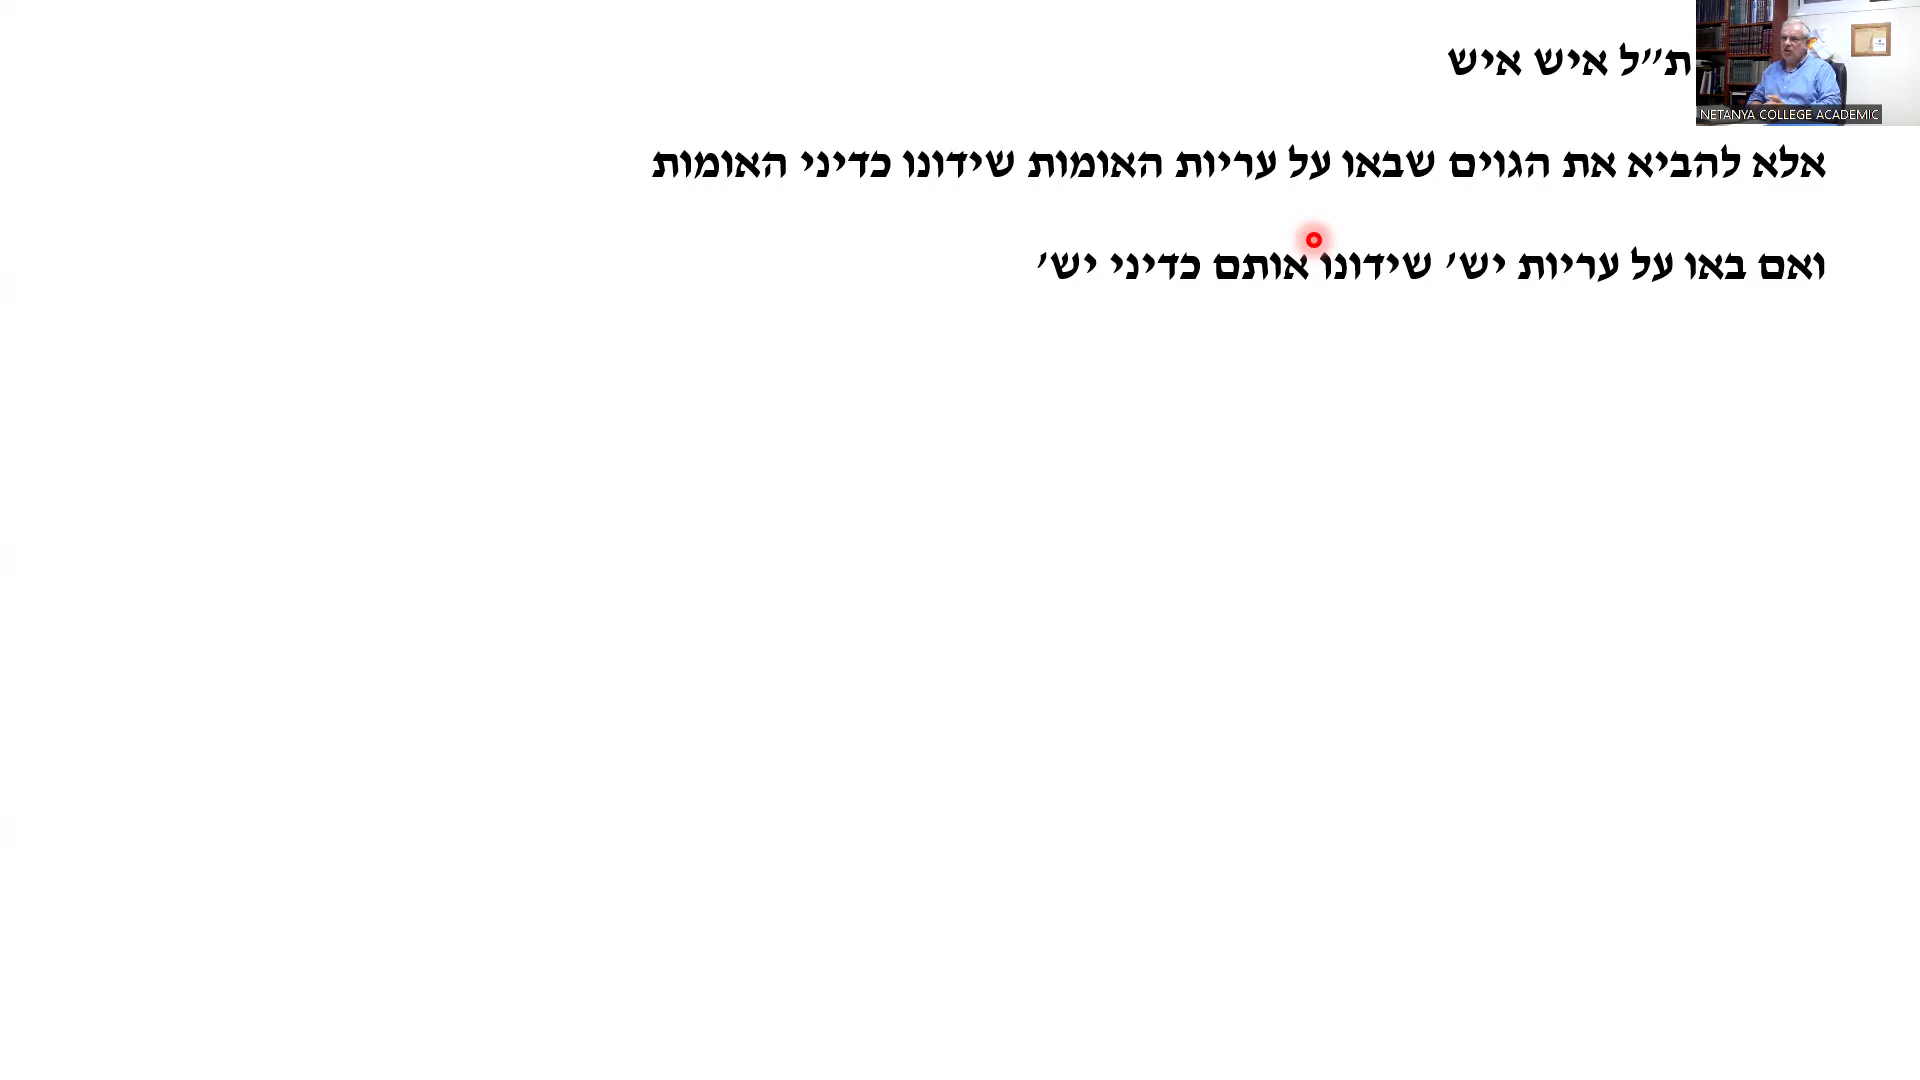 ת״ל איש איש
NETANYA COLLEGE ACADEMIC
אלא להביא את הגוים שבאו על עריות האומות שידונו כדיני האומות
ואם באו על עריות יש׳ שידונו אותם כדיני יש׳